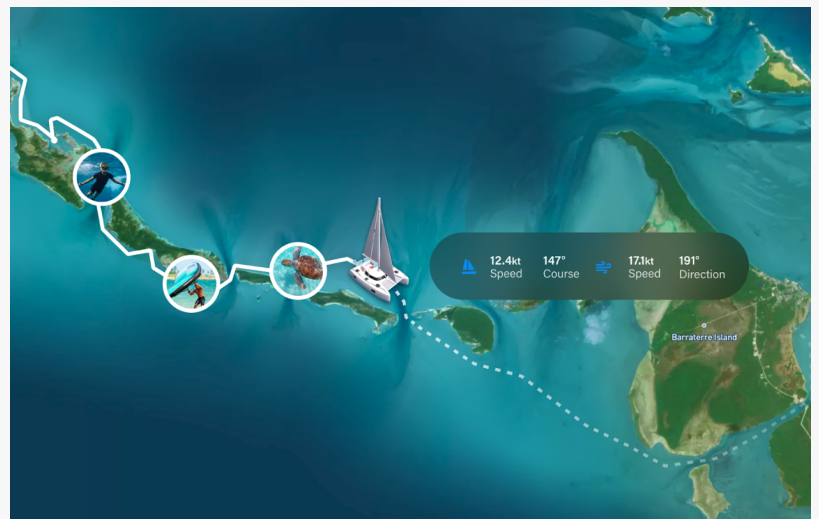 12.4kt 147° 17.1kt 191°
Speed Course Speed Direction
Barraterre Island